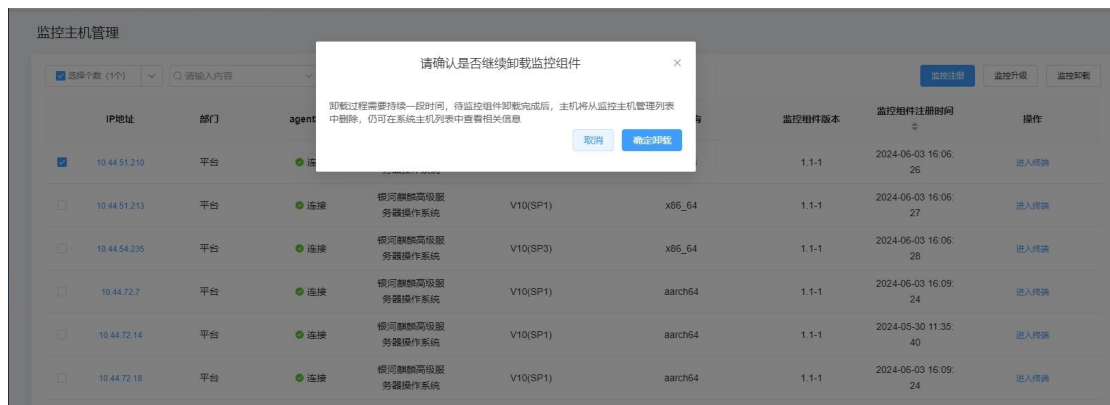 监控主机管理
请确认是否继续卸载监控组件
选择个数 (1个) 请输入内容 监控注册 监控升级 监控卸载
卸载过程需要持续一段时间，待监控组件卸载完成后，主机将从监控主机管理列表
中删除，仍可在系统主机列表中查看相关信息
取消 确定卸载
IP地址 部门 agent 监控组件版本 监控组件注册时间 操作
10.44.51.210 平台 连 1.1-1 2024-06-03 16:06:
26 进入终端
10.44.51.213 平台 连接 银河麒麟高级服
务器操作系统 V10(SP1) x86_64 1.1-1 2024-06-03 16:06:
27 进入终端
10.44.54.235 平台 连接 银河麒麟高级服
务器操作系统 V10(SP3) x86_64 1.1-1 2024-06-03 16:06:
28 进入终端
10.44.72.7 平台 连接 银河麒麟高级服
务器操作系统 V10(SP1) aarch64 1.1-1 2024-06-03 16:09:
24 进入终端
10.44.72.14 平台 连接 银河麒麟高级服
务器操作系统 V10(SP1) aarch64 1.1-1 2024-05-30 11:35:
40 进入终端
10.44.72.18 平台 连接 银河麒麟高级服
务器操作系统 V10(SP1) aarch64 1.1-1 2024-06-03 16:09:
24 进入终端